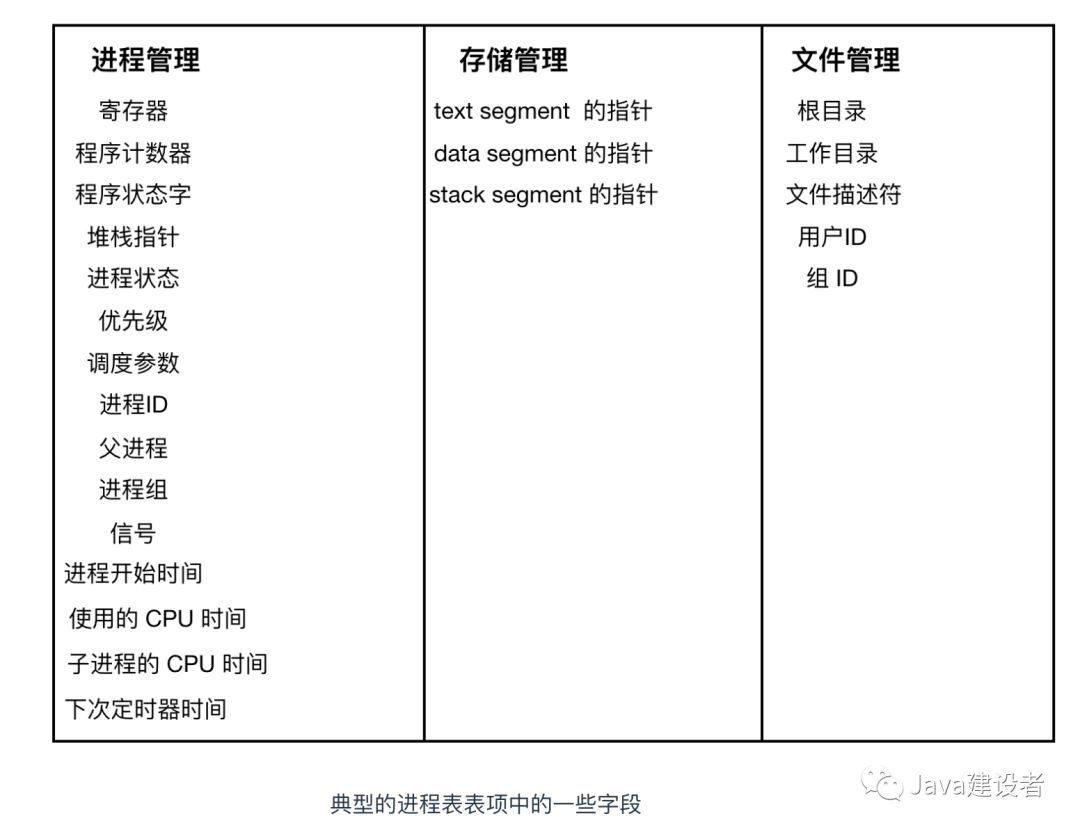 进程管理
寄存器
程序计数器
程序状态字
堆栈指针
进程状态
优先级
调度参数
进程ID
父进程
进程组
信号
进程开始时间
使用的 CPU 时间
子进程的 CPU 时间
下次定时器时间
存储管理
text segment 的指针
data segment 的指针
stack segment 的指针
文件管理
根目录
工作目录
文件描述符
用户ID
组 ID
典型的进程表表项中的一些字段
Java建设者